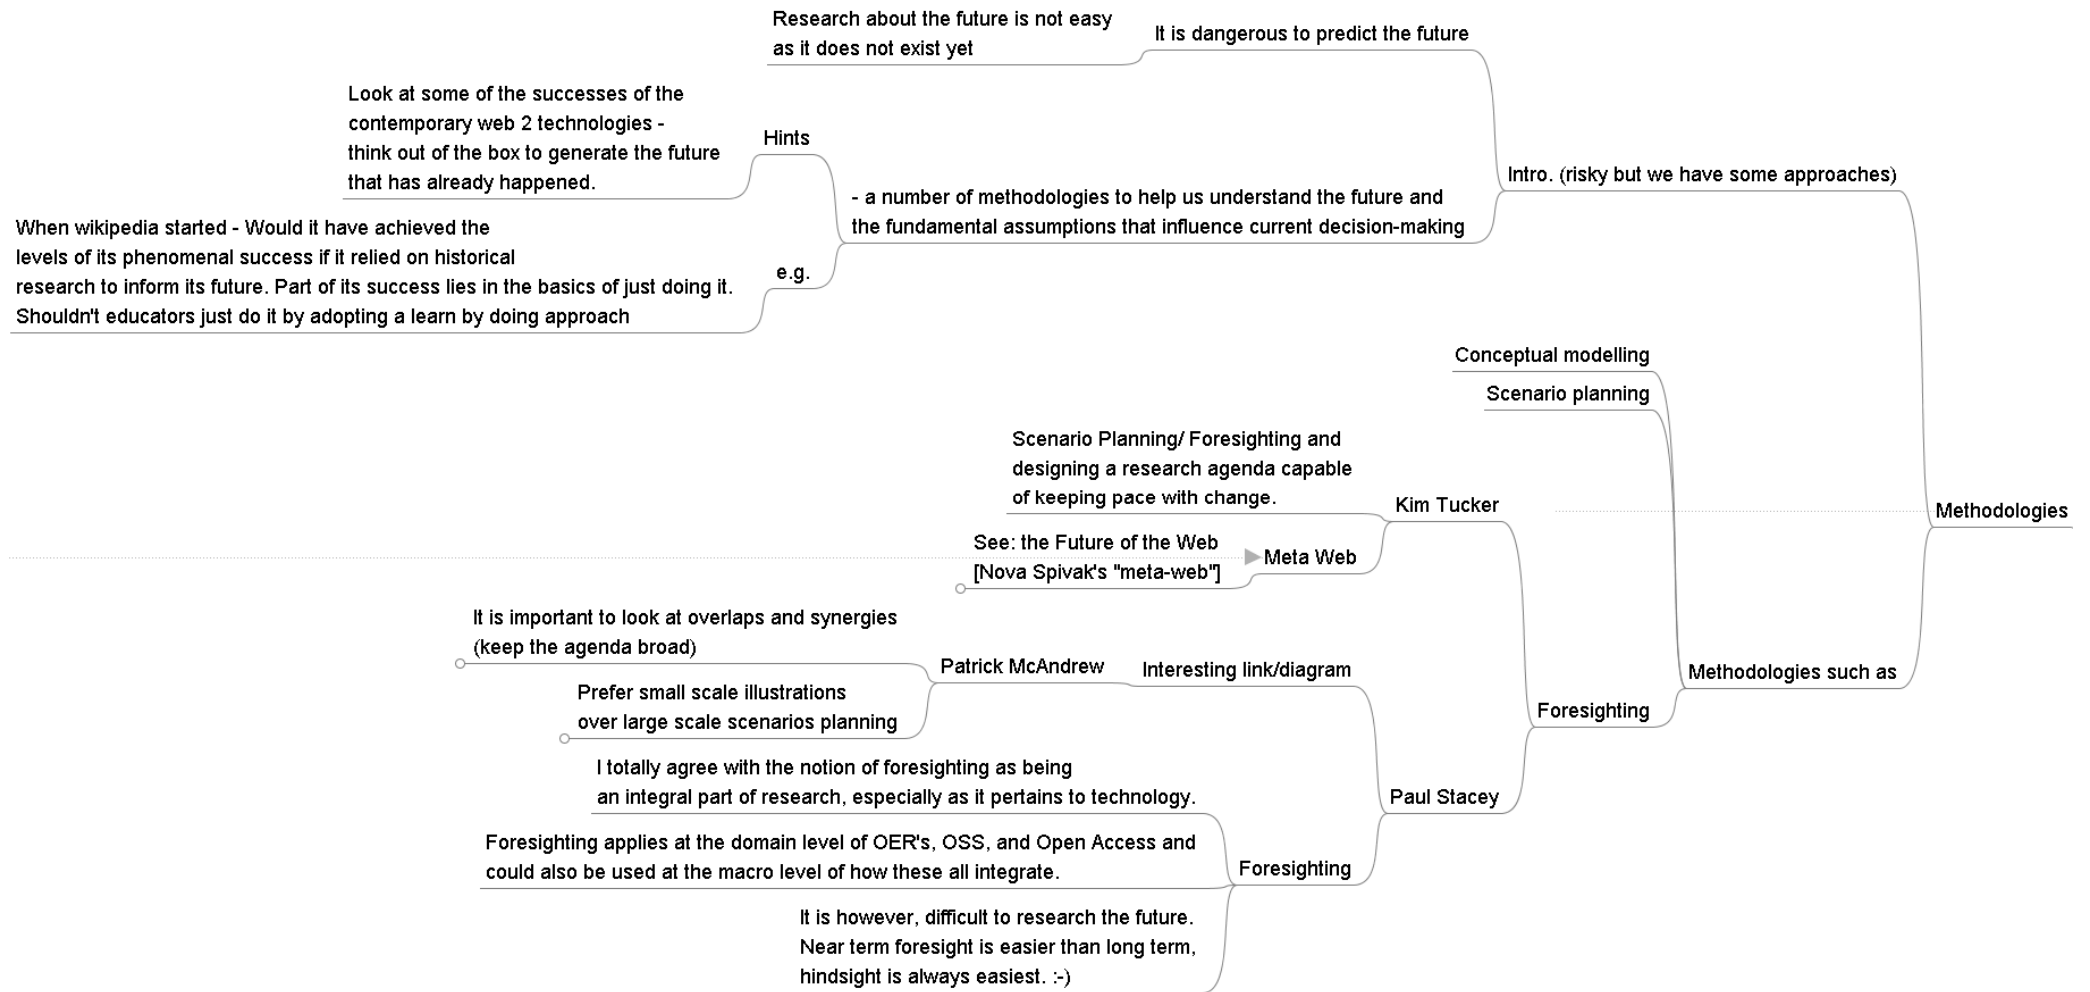 Research about the future is not easy
as it does not exist yet
It is dangerous to predict the future
Look at some of the successes of the
contemporary web 2 technologies -
think out of the box to generate the future
that has already happened.
Hints
Intro. (risky but we have some approaches)
- a number of methodologies to help us understand the future and
the fundamental assumptions that influence current decision-making
When wikipedia started - Would it have achieved the
levels of its phenomenal success if it relied on historical
research to inform its future. Part of its success lies in the basics of just doing it.
Shouldn't educators just do it by adopting a learn by doing approach
e.g.
Conceptual modelling
Scenario planning
Scenario Planning/ Foresighting and
designing a research agenda capable
of keeping pace with change.
Kim Tucker
Methodologies
See: the Future of the Web
[Nova Spivak's "meta-web"]
Meta Web
It is important to look at overlaps and synergies
(keep the agenda broad)
Patrick McAndrew
Interesting link/diagram
Methodologies such as
Prefer small scale illustrations
over large scale scenarios planning
Foresighting
I totally agree with the notion of foresighting as being
an integral part of research, especially as it pertains to technology.
Paul Stacey
Foresighting applies at the domain level of OER's, OSS, and Open Access and
could also be used at the macro level of how these all integrate.
Foresighting
It is however, difficult to research the future.
Near term foresight is easier than long term,
hindsight is always easiest. :-)